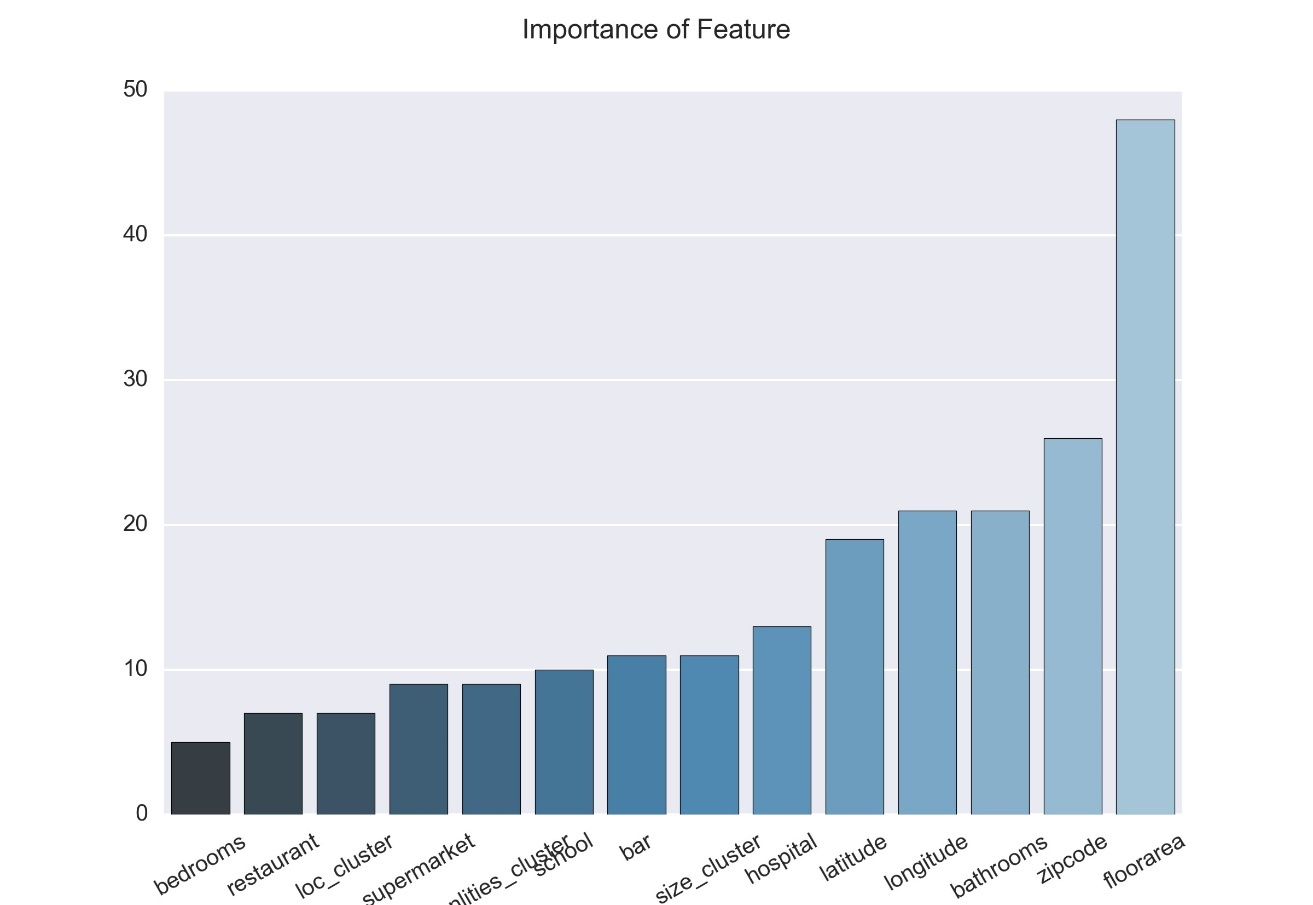 Importance of Feature
50
40
30
20
10
0
bedrooms
restaurant
loc_cluster
supermarket
nlities_cluster
school
bar
size_cluster
hospital
latitude
longitude
bathrooms
zipcode
floorarea